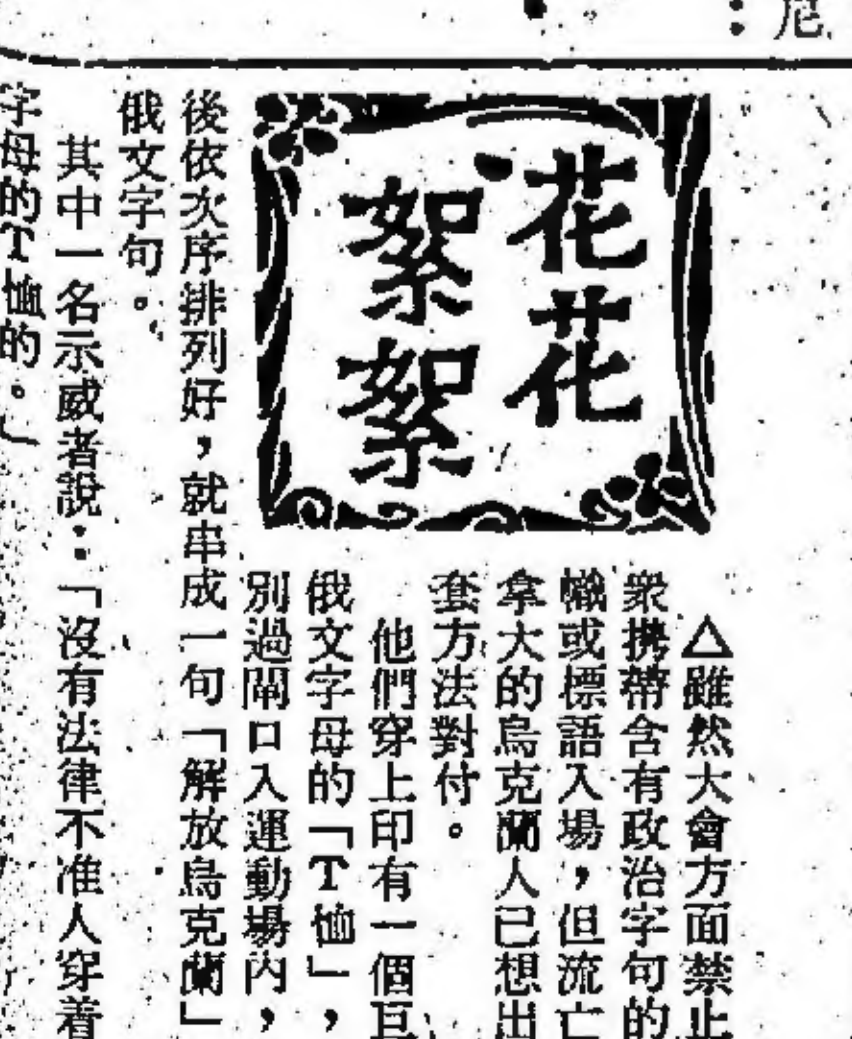 尼
花花
絮絮
△雖然大會方面禁止
衆携帶含有政治字句的
幟或標語入場，但流亡
拿大的烏克蘭人已想出
套方法對付。
他們穿上印有一個巨
俄文字母的「T恤」，
別過閘口入運動場內，
後依次序排列好，就串成一句「解放烏克蘭」
俄文字句。
其中一名示威者說：「沒有法律不准人穿着
字母的T恤的。」